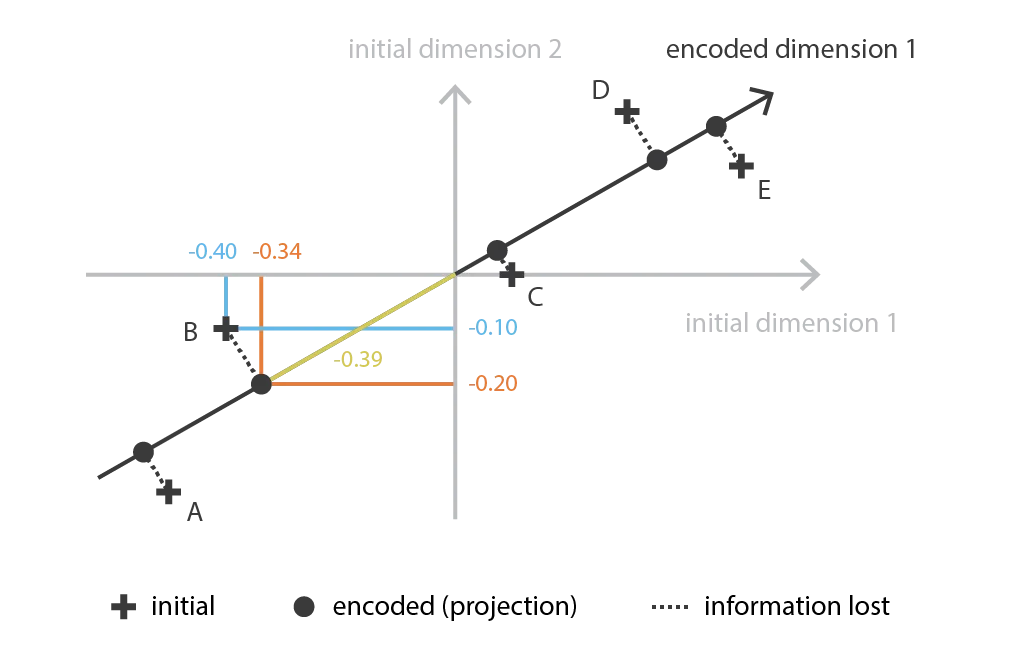 initial dimension 2
encoded dimension 1
D
E
-0.40
-0.34
C
B
-0.10
initial dimension 1
-0.39
-0.20
A
initial
encoded (projection)
information lost